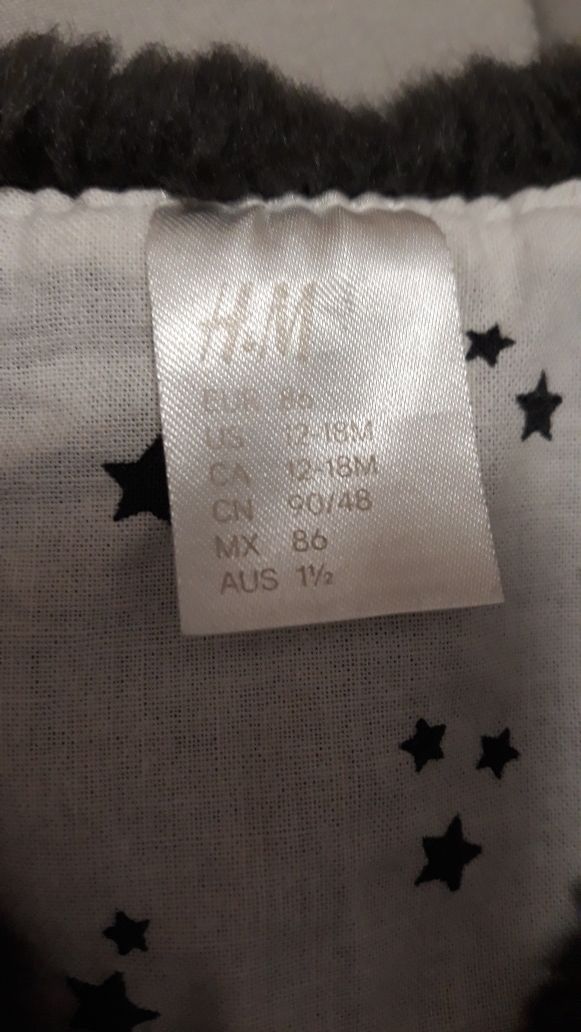 H&M
EUR 86
US 12-18M
CA 12-18M
CN 90/48
MX 86
AUS 1½